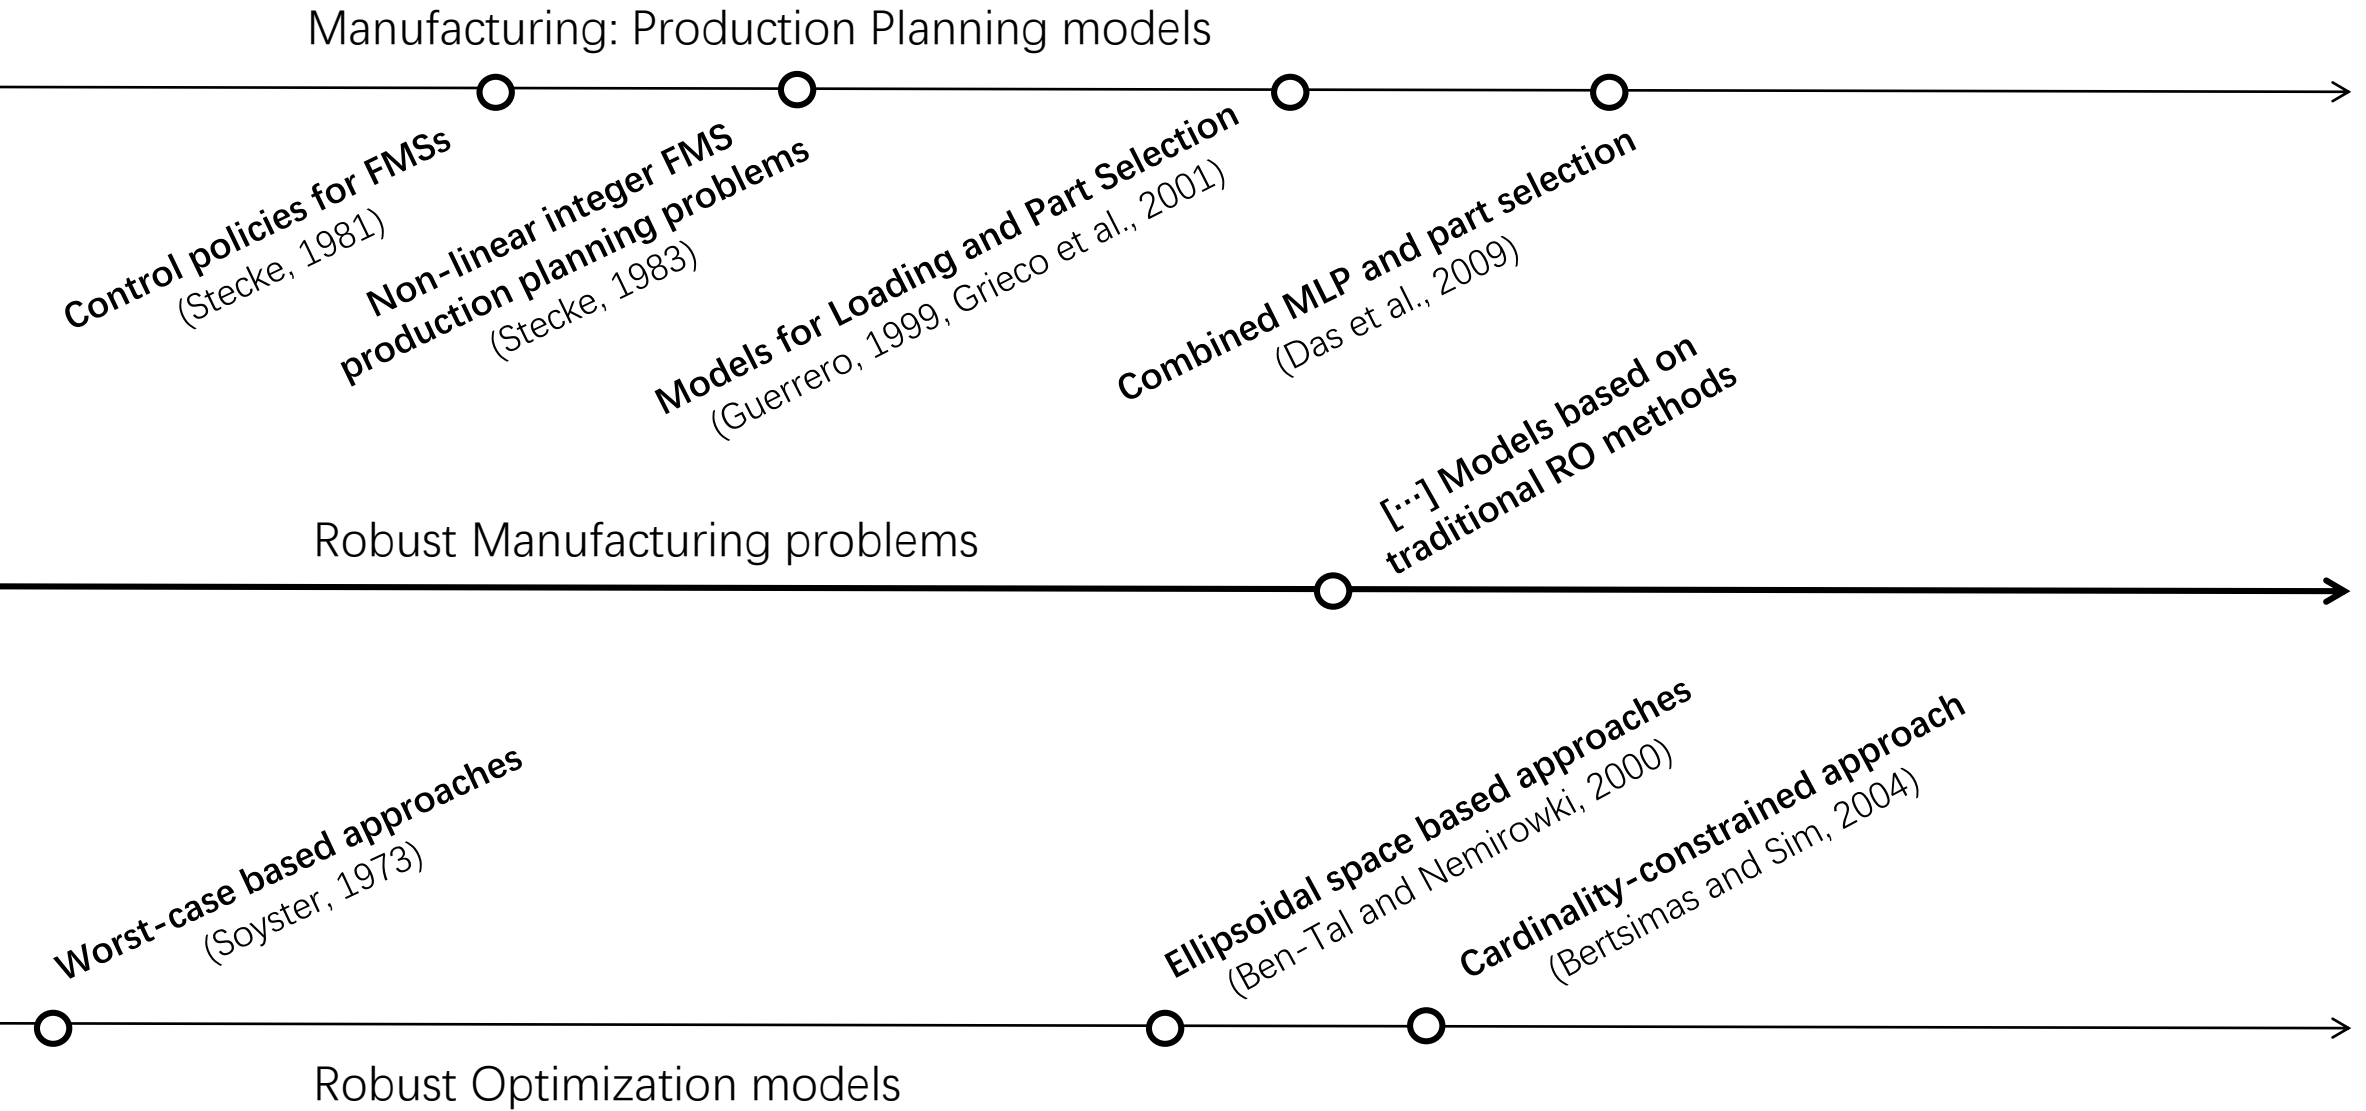 Manufacturing: Production Planning models
Control policies for FMSs
(Stecke, 1981)
Non-linear integer FMS
production planning problems
(Stecke, 1983)
Models for Loading and Part Selection
(Guerrero, 1999, Grieco et al., 2001)
Combined MLP and part selection
(Das et al., 2009)
[···] Models based on
traditional RO methods
Robust Manufacturing problems
Worst-case based approaches
(Soyster, 1973)
Ellipsoidal space based approaches
(Ben-Tal and Nemirowki, 2000)
Cardinality-constrained approach
(Bertsimas and Sim, 2004)
Robust Optimization models